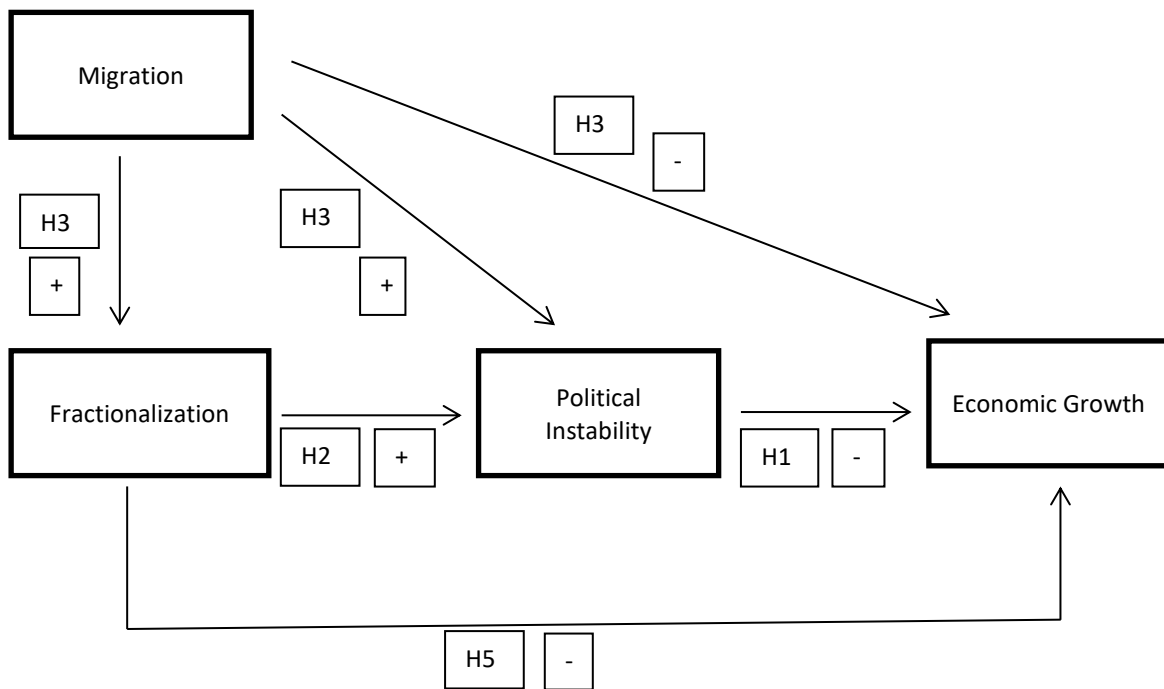 Migration
H3
-
H3
+
H3
+
Fractionalization
Political
Instability
Economic Growth
H2
+
H1
-
H5
-